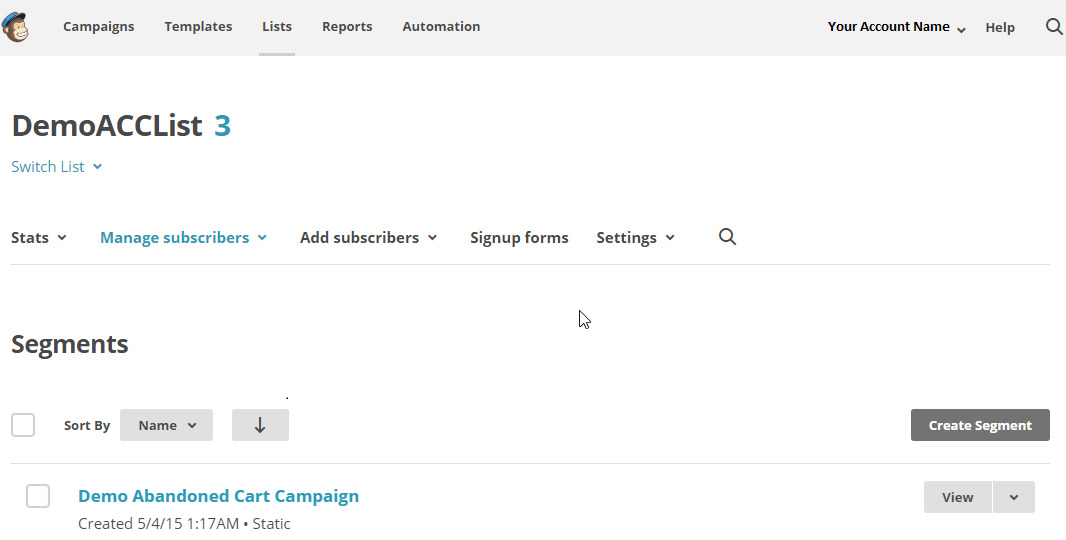 Campaigns Templates Lists Reports Automation Your Account Name Help
DemoACCList 3
Switch List
Stats Manage subscribers Add subscribers Signup forms Settings
Segments
Sort By Name Create Segment
Demo Abandoned Cart Campaign View
Created 5/4/15 1:17AM • Static